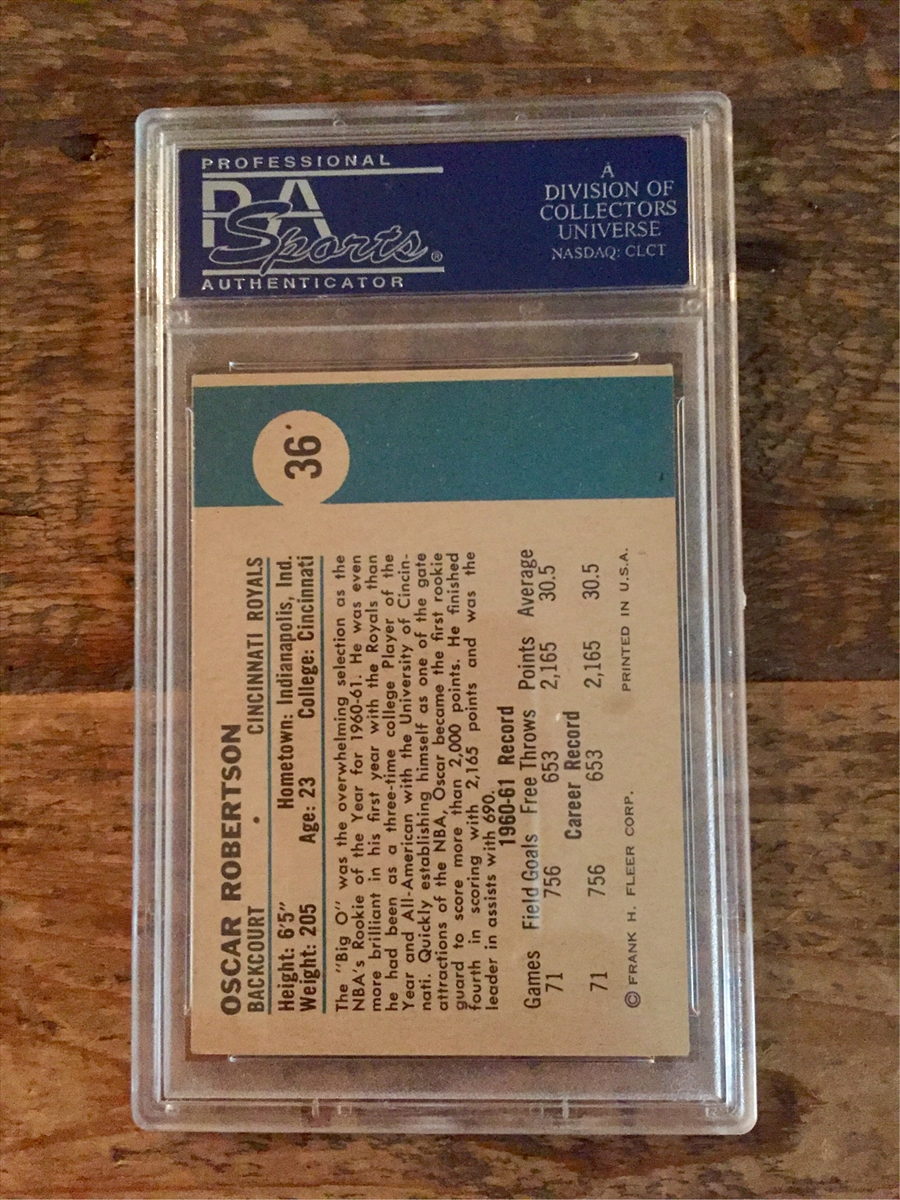 PROFESSIONAL
PSA
Sports®
AUTHENTICATOR
A
DIVISION OF
COLLECTORS
UNIVERSE
NASDAQ: CLCT
36
OSCAR ROBERTSON
BACKCOURT • CINCINNATI ROYALS
Height: 6'5" Hometown: Indianapolis, Ind.
Weight: 205 Age: 23 College: Cincinnati
The "Big O" was the overwhelming selection as the
NBA's Rookie of the Year for 1960-61. He was even
more brilliant in his first year with the Royals than
he had been as a three-time college Player of the
Year and All-American with the University of Cincin-
nati. Quickly establishing himself as one of the gate
attractions of the NBA, Oscar became the first rookie
guard to score more than 2,000 points. He finished
fourth in scoring with 2,165 points and was the
leader in assists with 690.
1960-61 Record
Games Field Goals Free Throws Points Average
71 756 653 2,165 30.5
Career Record
71 756 653 2,165 30.5
© FRANK H. FLEER CORP. PRINTED IN U.S.A.